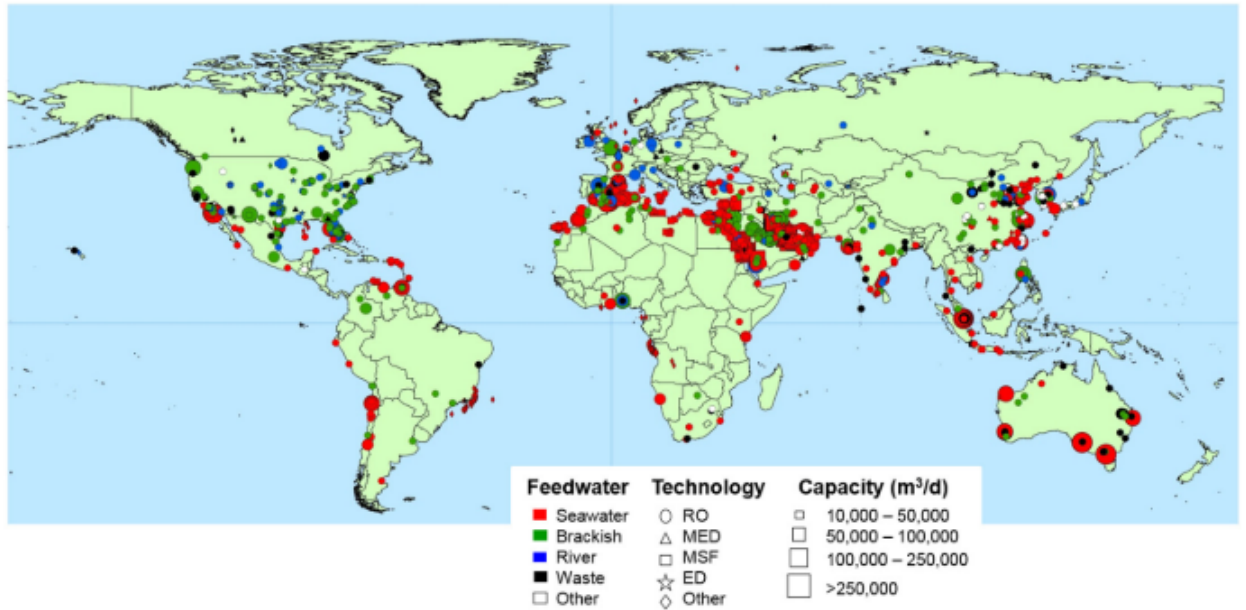 Feedwater Technology Capacity (m³/d)
Seawater RO 10,000 – 50,000
Brackish MED 50,000 – 100,000
River MSF 100,000 – 250,000
Waste ED >250,000
Other Other